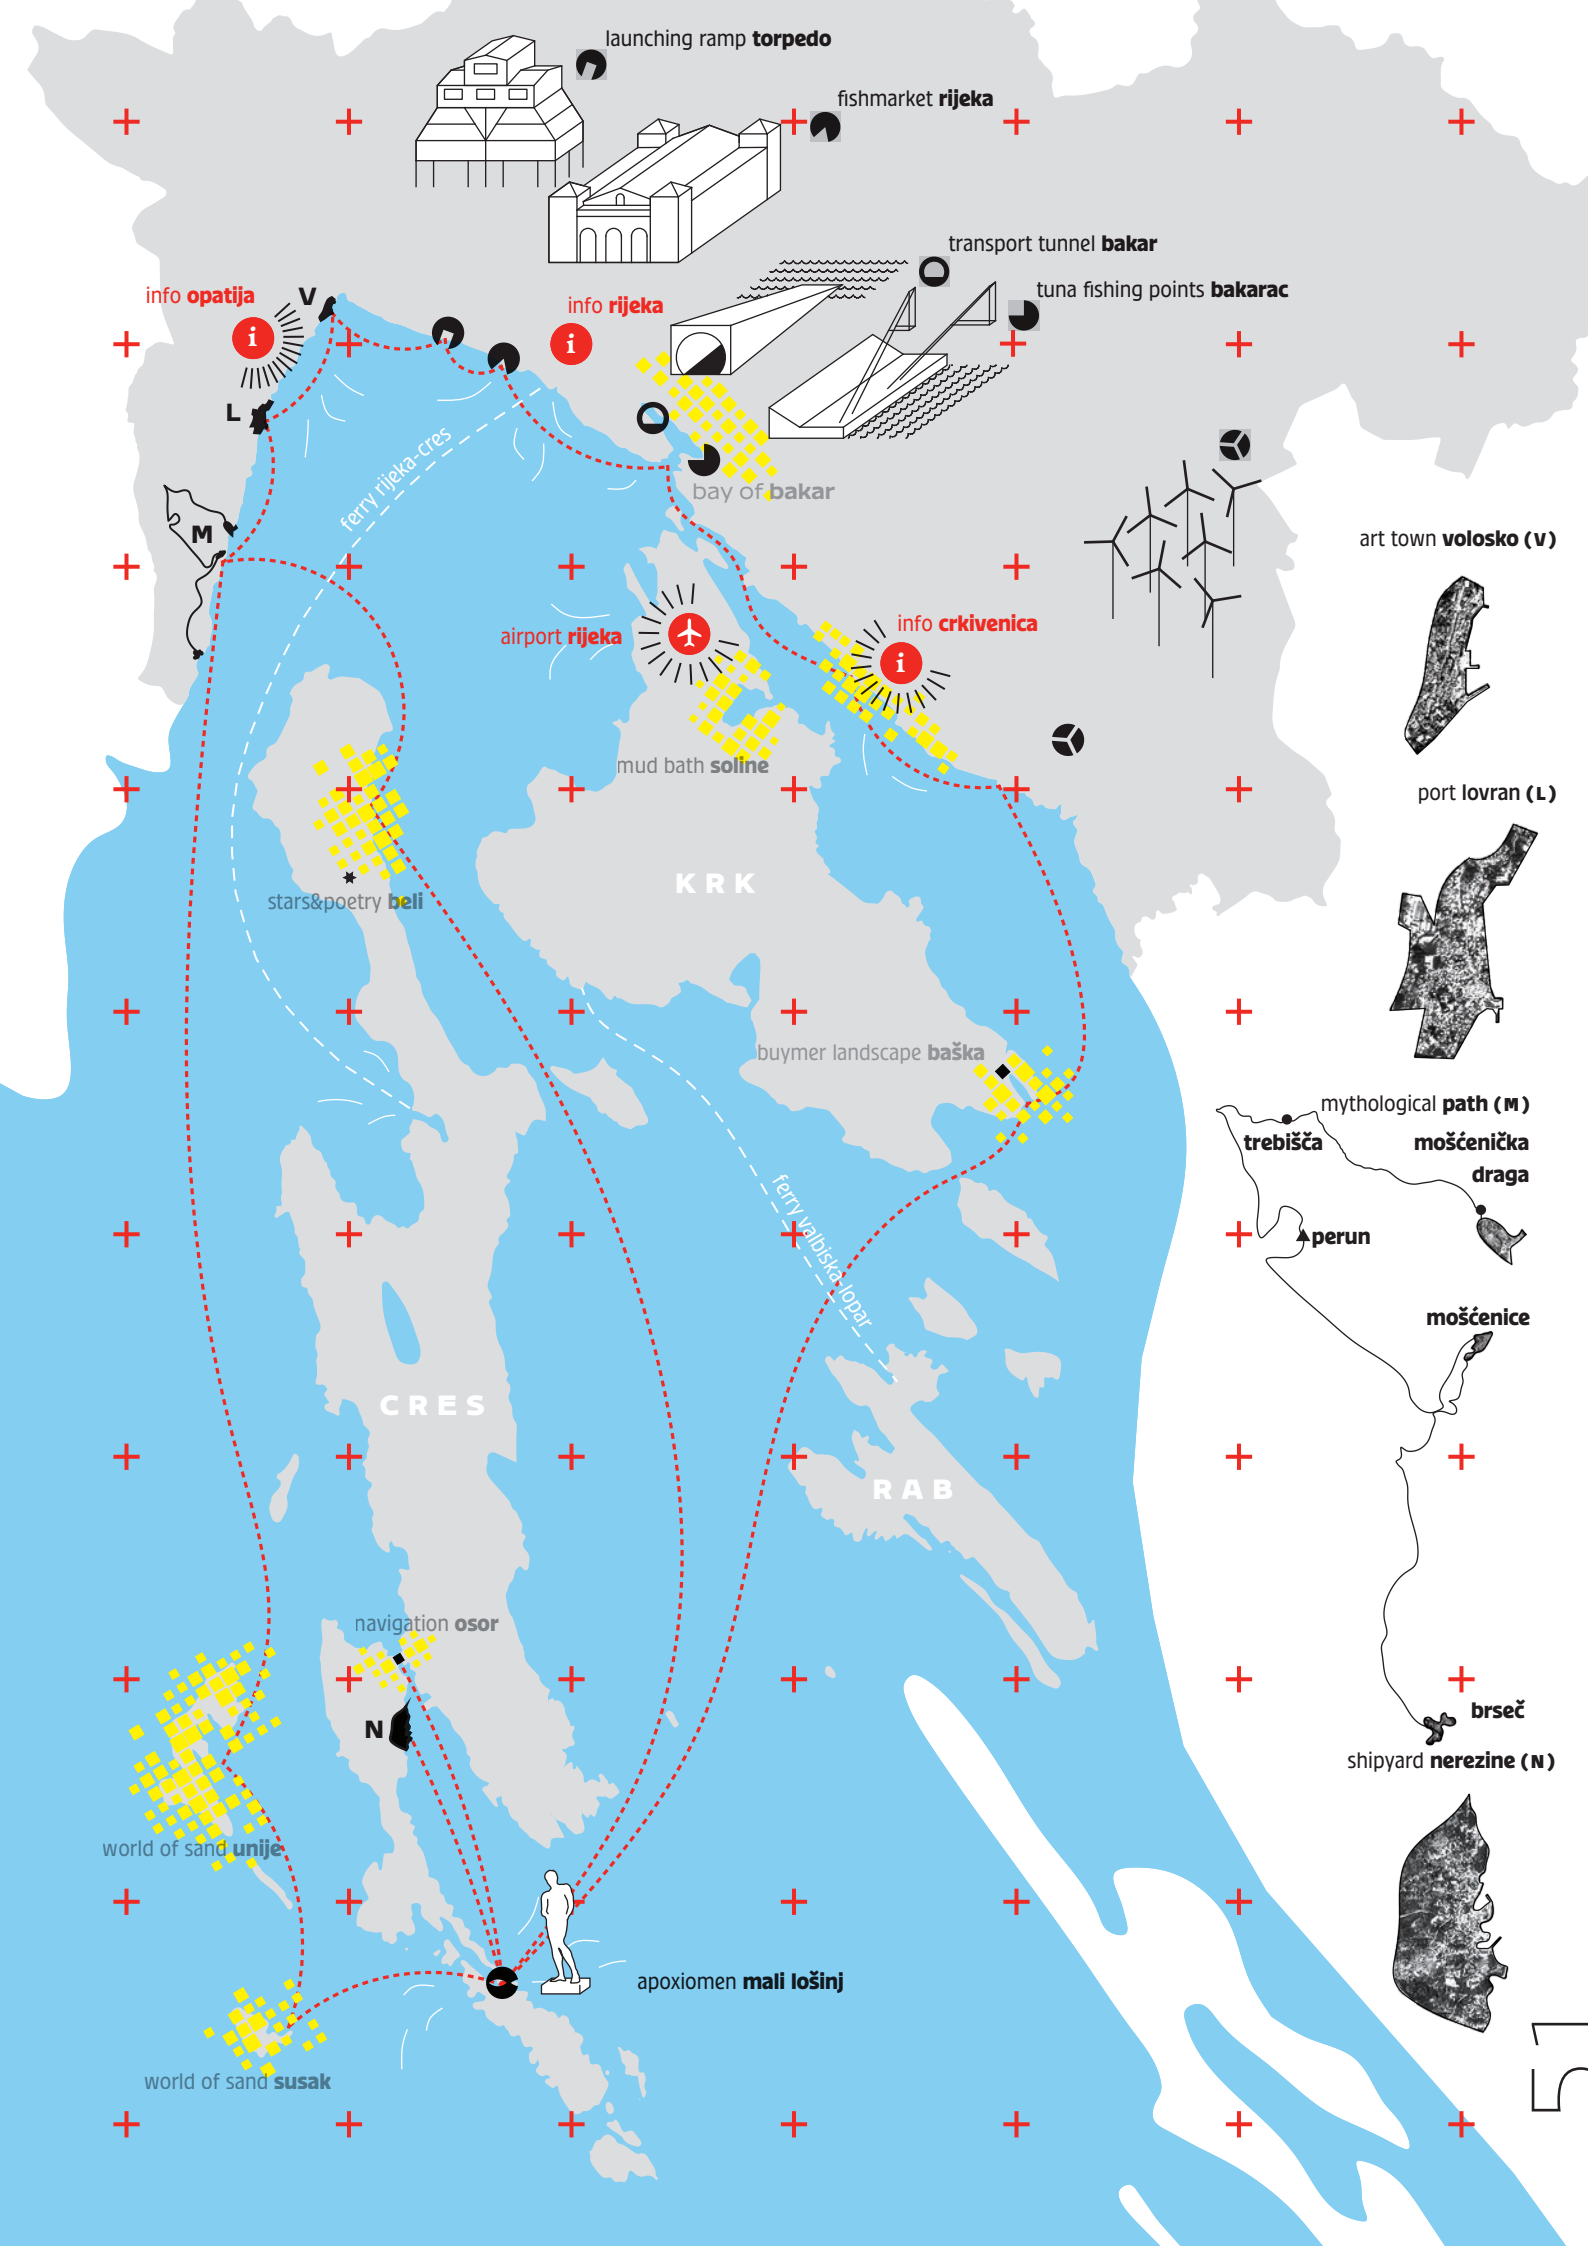 launching ramp torpedo
fishmarket rijeka
transport tunnel bakar
tuna fishing points bakarac
info opatija
V
info rijeka
i
i
L
ferry rijeka-cres
bay of bakar
M
art town volosko (V)
airport rijeka
info crkivenica
i
mud bath soline
port lovran (L)
KRK
stars&poetry beli
buymer landscape baška
mythological path (M)
trebišča
mošćenička
draga
perun
ferry valbiska-lopar
mošćenice
CRES
RAB
navigation osor
N
brseč
shipyard nerezine (N)
world of sand unije
apoxiomen mali lošinj
world of sand susak
51